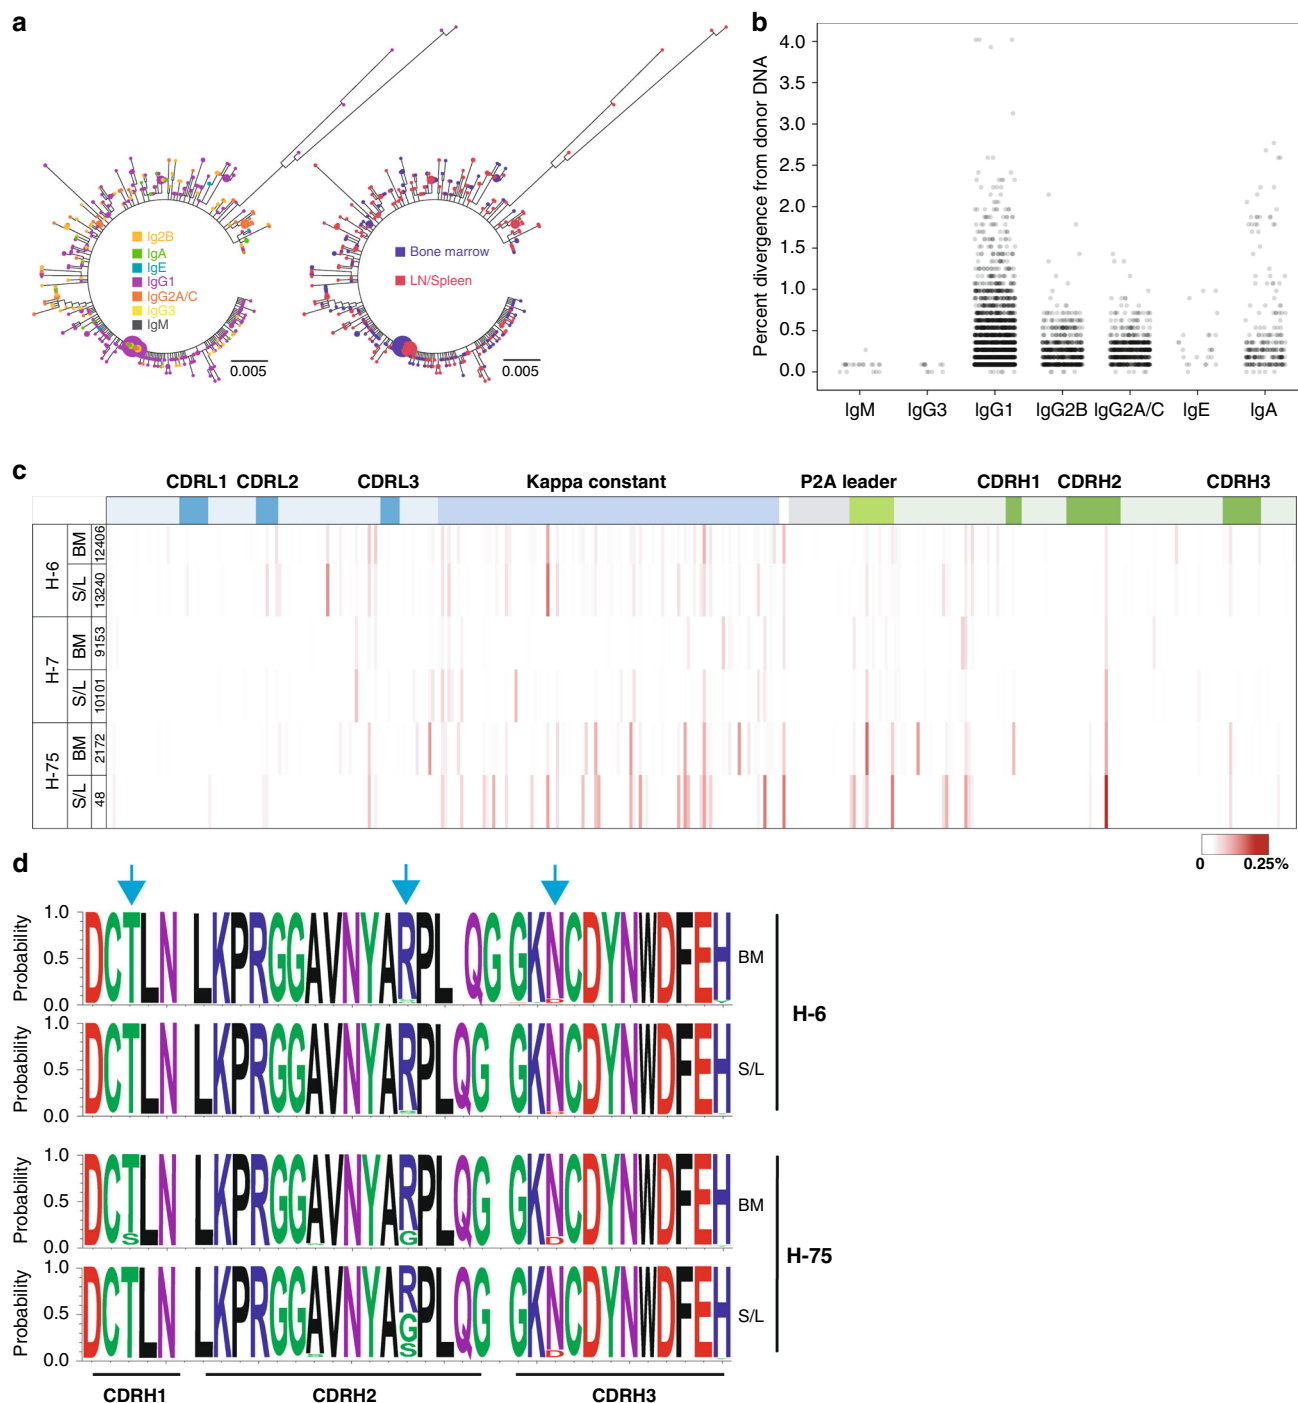 a
Ig2B
IgA
IgE
IgG1
IgG2A/C
IgG3
IgM
0.005
Bone marrow
LN/Spleen
0.005
b
Percent divergence from donor DNA
4.0
3.5
3.0
2.5
2.0
1.5
1.0
0.5
0.0
IgM IgG3 IgG1 IgG2B IgG2A/C IgE IgA
c
CDRL1 CDRL2 CDRL3 Kappa constant P2A leader CDRH1 CDRH2 CDRH3
H-6 BM 12406
S/L 13240
H-7 BM 9153
S/L 10101
H-75 BM 2172
S/L 48
0 0.25%
d
Probability 1.0 0.5 0.0
DCTLN LKPRGGAVNYARPLQG GKNCDYNWDFEH
D
BM
Probability 1.0 0.5 0.0
DCTLN LKPRGGAVNYARPLQG GKNCDYNWDFEH
S/L
H-6
Probability 1.0 0.5 0.0
DCTLN LKPRGGAVNYARPLQG GKNCDYNWDFEH
S G D
BM
Probability 1.0 0.5 0.0
DCTLN LKPRGGAVNYARPLQG GKNCDYNWDFEH
G D
S
S/L
H-75
CDRH1 CDRH2 CDRH3